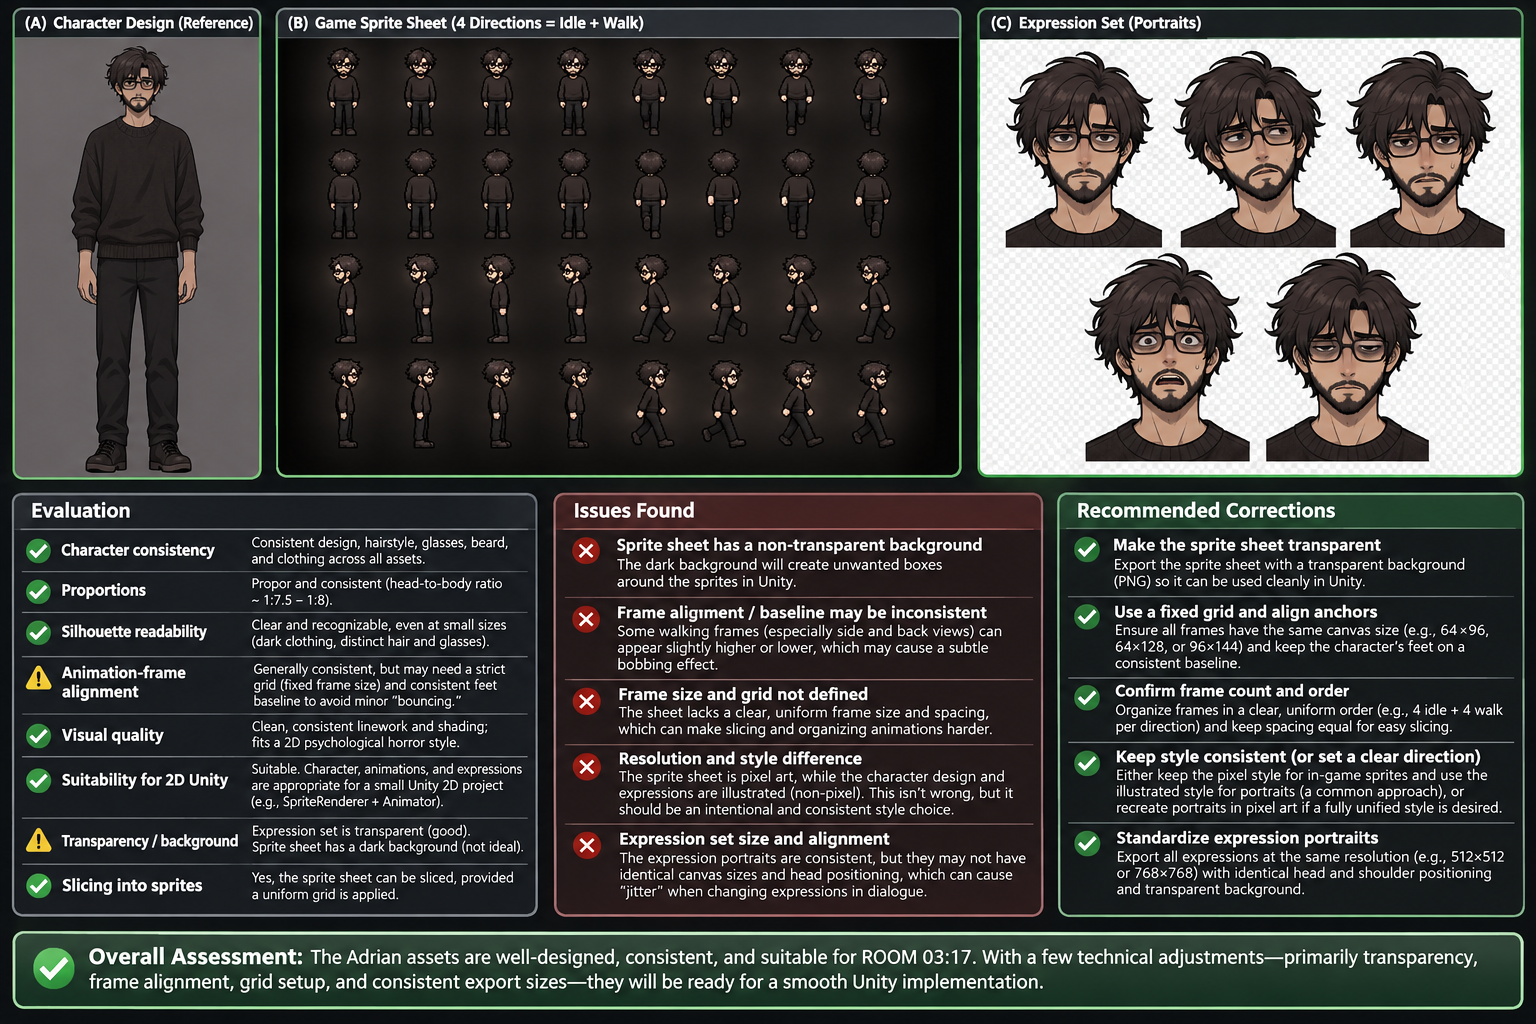 (A) Character Design (Reference)
(B) Game Sprite Sheet (4 Directions = Idle + Walk)
(C) Expression Set (Portraits)
Evaluation
Character consistency
Consistent design, hairstyle, glasses, beard,
and clothing across all assets.
Proportions
Propor and consistent (head-to-body ratio
~ 1:7.5 – 1:8).
Silhouette readability
Clear and recognizable, even at small sizes
(dark clothing, distinct hair and glasses).
Animation-frame
alignment
Generally consistent, but may need a strict
grid (fixed frame size) and consistent feet
baseline to avoid minor "bouncing."
Visual quality
Clean, consistent linework and shading;
fits a 2D psychological horror style.
Suitability for 2D Unity
Suitable. Character, animations, and expressions
are appropriate for a small Unity 2D project
(e.g., SpriteRenderer + Animator).
Transparency / background
Expression set is transparent (good).
Sprite sheet has a dark background (not ideal).
Slicing into sprites
Yes, the sprite sheet can be sliced, provided
a uniform grid is applied.
Issues Found
Sprite sheet has a non-transparent background
The dark background will create unwanted boxes
around the sprites in Unity.
Frame alignment / baseline may be inconsistent
Some walking frames (especially side and back views) can
appear slightly higher or lower, which may cause a subtle
bobbing effect.
Frame size and grid not defined
The sheet lacks a clear, uniform frame size and spacing,
which can make slicing and organizing animations harder.
Resolution and style difference
The sprite sheet is pixel art, while the character design and
expressions are illustrated (non-pixel). This isn't wrong, but it
should be an intentional and consistent style choice.
Expression set size and alignment
The expression portraits are consistent, but they may not have
identical canvas sizes and head positioning, which can cause
"jitter" when changing expressions in dialogue.
Recommended Corrections
Make the sprite sheet transparent
Export the sprite sheet with a transparent background
(PNG) so it can be used cleanly in Unity.
Use a fixed grid and align anchors
Ensure all frames have the same canvas size (e.g., 64×96,
64×128, or 96×144) and keep the character's feet on a
consistent baseline.
Confirm frame count and order
Organize frames in a clear, uniform order (e.g., 4 idle + 4 walk
per direction) and keep spacing equal for easy slicing.
Keep style consistent (or set a clear direction)
Either keep the pixel style for in-game sprites and use the
illustrated style for portraits (a common approach), or
recreate portraits in pixel art if a fully unified style is desired.
Standardize expression portraiits
Export all expressions at the same resolution (e.g., 512×512
or 768×768) with identical head and shoulder positioning
and transparent background.
Overall Assessment: The Adrian assets are well-designed, consistent, and suitable for ROOM 03:17. With a few technical adjustments—primarily transparency,
frame alignment, grid setup, and consistent export sizes—they will be ready for a smooth Unity implementation.